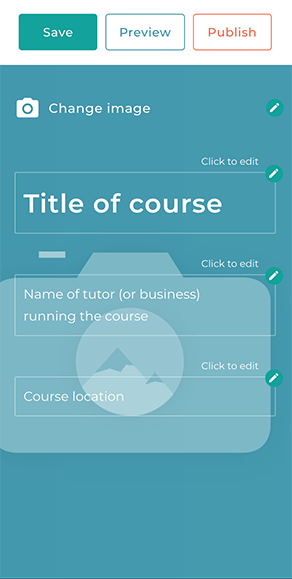 Save Preview Publish
Change image
Click to edit
Title of course
Click to edit
Name of tutor (or business)
running the course
Click to edit
Course location